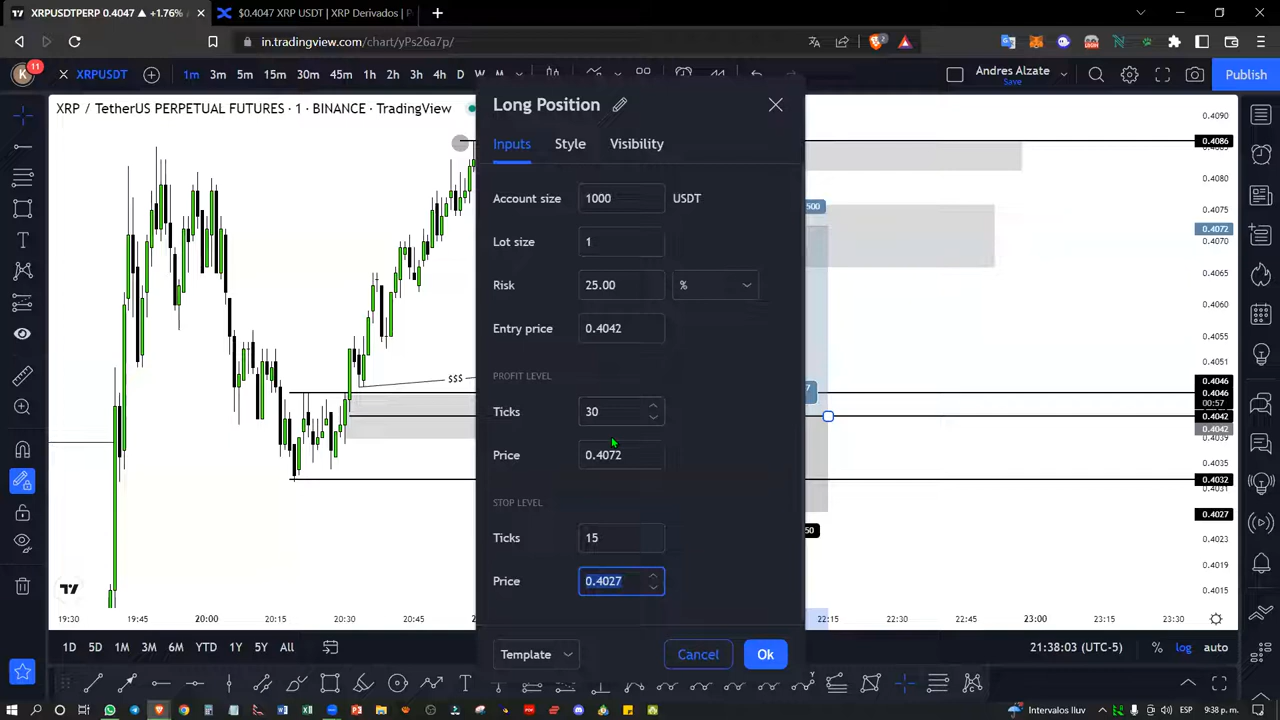 XRPUSDTPERP 0.4047 ▲ +1.76%
$0.4047 XRP USDT | XRP Derivados | P
in.tradingview.com/chart/yPs26a7p/
11
K
XRPUSDT
1m 3m 5m 15m 30m 45m 1h 2h 4h D W M
Andres Alzate
Save
Publish
XRP / TetherUS PERPETUAL FUTURES · 1 · BINANCE · TradingView
Long Position
Inputs Style Visibility
Account size 1000 USDT
Lot size 1
Risk 25.00 %
Entry price 0.4042
PROFIT LEVEL
Ticks 30
Price 0.4072
STOP LEVEL
Ticks 15
Price 0.4027
Template Cancel Ok
$$$
500
7
50
0.4090
0.4086
0.4080
0.4075
0.4072
0.4070
0.4065
0.4060
0.4055
0.4051
0.4046
0.4046
00:57
0.4042
0.4042
0.4039
0.4035
0.4032
0.4031
0.4027
0.4023
0.4019
0.4015
19:30 19:45 20:00 20:15 20:30 20:45 22:15 22:30 22:45 23:00
1D 5D 1M 3M 6M YTD 1Y 5Y All
21:38:03 (UTC-5) % log auto
Intervalos lluv ESP 9:38 p. m.